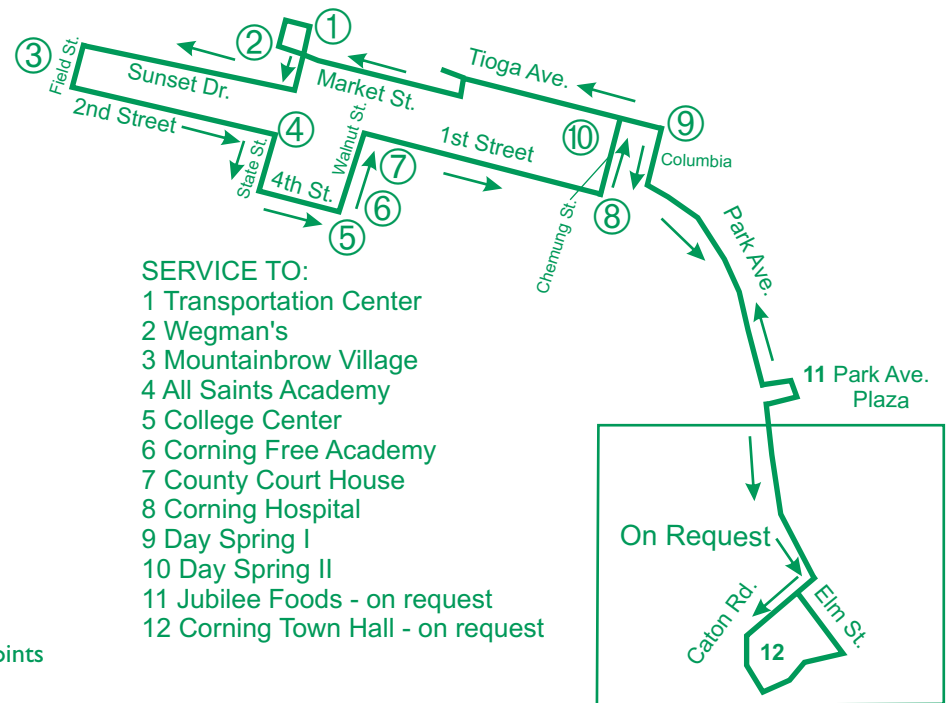 ①
②
③
Field St.
Sunset Dr.
Market St.
Tioga Ave.
2nd Street
④
State St.
4th St.
Walnut St.
⑤
⑥
⑦
1st Street
⑩
⑨
Columbia
Chemung St.
⑧
Park Ave.
SERVICE TO:
1 Transportation Center
2 Wegman's
3 Mountainbrow Village
4 All Saints Academy
5 College Center
6 Corning Free Academy
7 County Court House
8 Corning Hospital
9 Day Spring I
10 Day Spring II
11 Jubilee Foods - on request
12 Corning Town Hall - on request
11 Park Ave.
Plaza
On Request
Caton Rd.
Elm St.
12